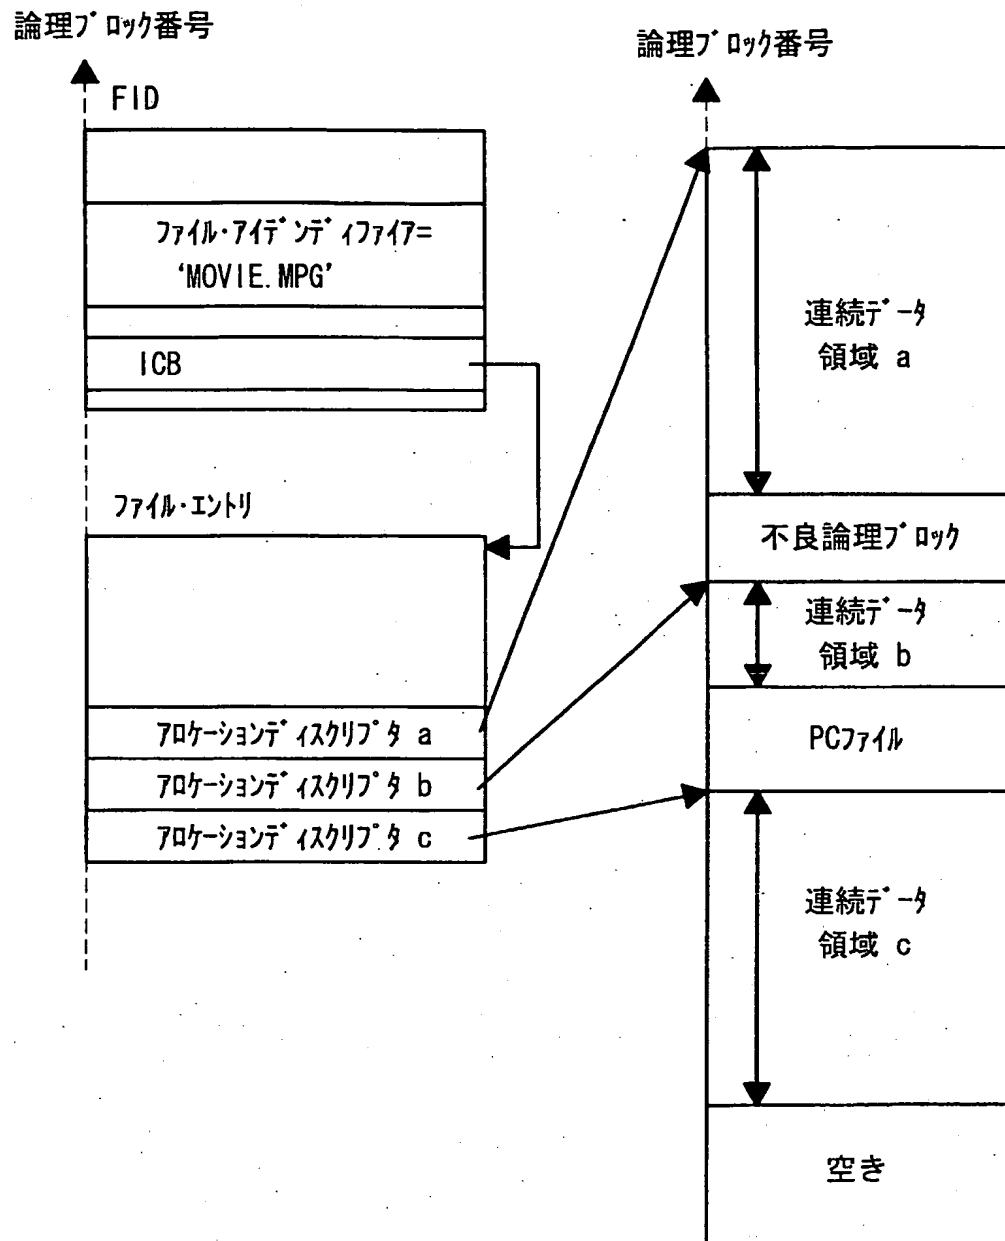 論理ブロック番号
FID
ファイル・アイデンディファイア=
‘MOVIE.MPG’
ICB
ファイル・エントリ
アロケーションディスクリプタ a
アロケーションディスクリプタ b
アロケーションディスクリプタ c
論理ブロック番号
連続データ
領域 a
不良論理ブロック
連続データ
領域 b
PCファイル
連続データ
領域 c
空き